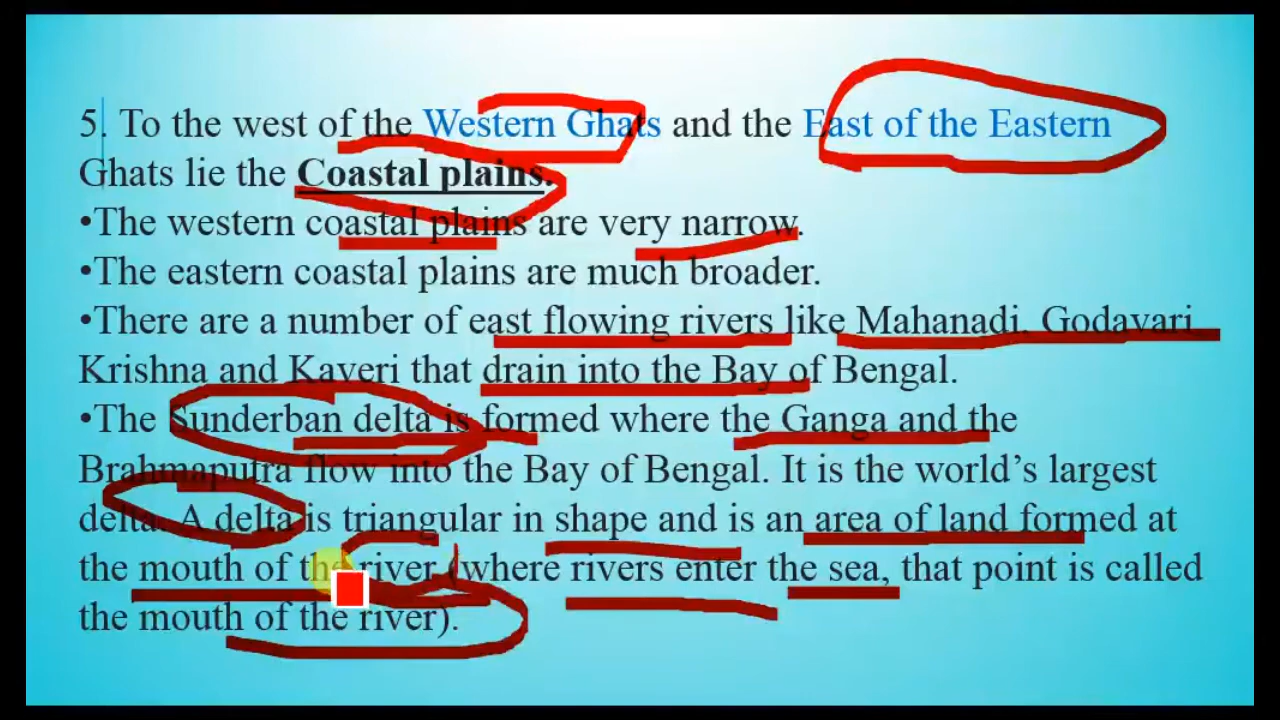 5. To the west of the Western Ghats and the East of the Eastern
Ghats lie the Coastal plains.
•The western coastal plains are very narrow.
•The eastern coastal plains are much broader.
•There are a number of east flowing rivers like Mahanadi. Godavari
Krishna and Kaveri that drain into the Bay of Bengal.
•The Sunderban delta is formed where the Ganga and the
Brahmaputra flow into the Bay of Bengal. It is the world’s largest
delta. A delta is triangular in shape and is an area of land formed at
the mouth of the river (where rivers enter the sea, that point is called
the mouth of the river).